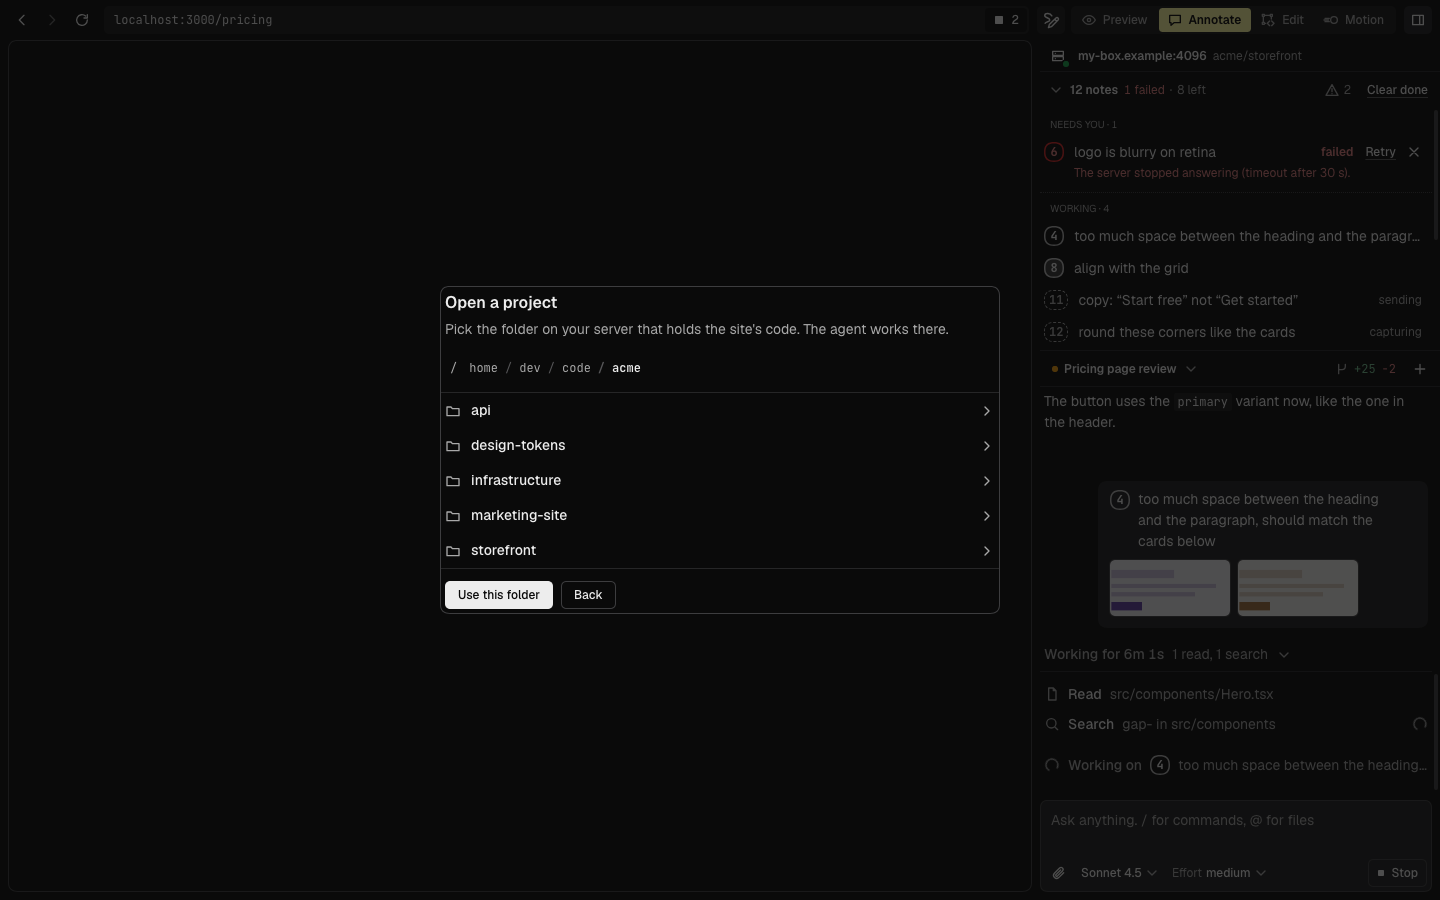 localhost:3000/pricing
2
Preview
Annotate
Edit
Motion
my-box.example:4096 acme/storefront
12 notes 1 failed · 8 left
2
Clear done
NEEDS YOU · 1
6 logo is blurry on retina failed Retry
The server stopped answering (timeout after 30 s).
WORKING · 4
4 too much space between the heading and the paragr…
8 align with the grid
11 copy: “Start free” not “Get started” sending
12 round these corners like the cards capturing
Pricing page review +25 -2
The button uses the primary variant now, like the one in
the header.
4 too much space between the heading
and the paragraph, should match the
cards below
Working for 6m 1s 1 read, 1 search
Read src/components/Hero.tsx
Search gap- in src/components
Working on 4 too much space between the heading…
Ask anything. / for commands, @ for files
Sonnet 4.5 Effort medium Stop
Open a project
Pick the folder on your server that holds the site's code. The agent works there.
/ home / dev / code / acme
api
design-tokens
infrastructure
marketing-site
storefront
Use this folder Back